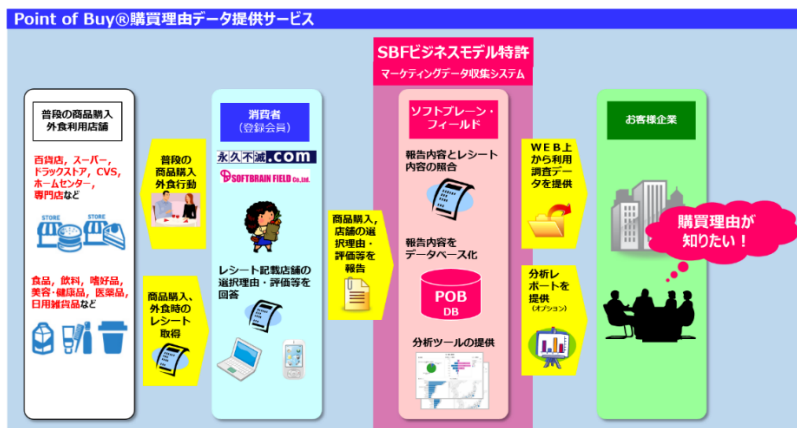 Point of Buy®購買理由データ提供サービス
SBFビジネスモデル特許
マーケティングデータ収集システム
普段の商品購入
外食利用店舗
百貨店，スーパー，
ドラックストア，CVS，
ホームセンター，
専門店など
STORE
STORE
食品，飲料，嗜好品，
美容・健康品，医薬品，
日用雑貨品など
普段の
商品購入
外食行動
商品購入、
外食時の
レシート
取得
消費者
(登録会員)
永久不滅.com
SOFTBRAIN FIELD Co.,Ltd.
レシート記載店舗の
選択理由・評価等を
回答
商品購入，
店舗の選
択理由・
評価等を
報告
ソフトブレーン・
フィールド
報告内容とレシート
内容の照合
報告内容を
データベース化
POB
DB
分析ツールの提供
WEB上
から利用
調査デー
タを提供
分析レ
ポートを
提供
(オプション)
お客様企業
購買理由が
知りたい！